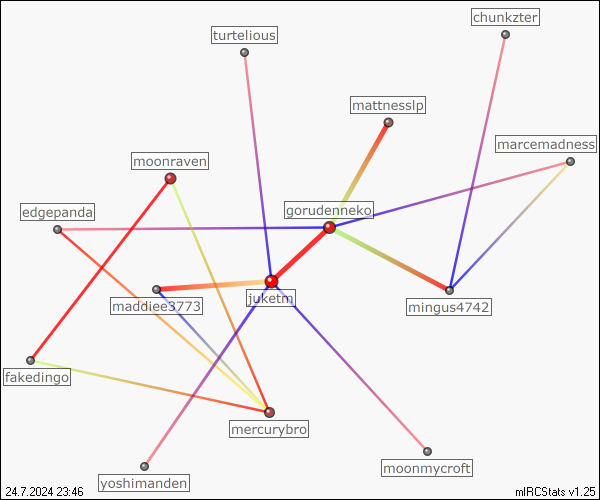 chunkzter
turtelious
mattnesslp
marcemadness
moonraven
edgepanda
gorudenneko
juketm
maddiee3773
mingus4742
fakedingo
mercurybro
moonmycroft
yoshimanden
24.7.2024 23:46
mIRCStats v1.25